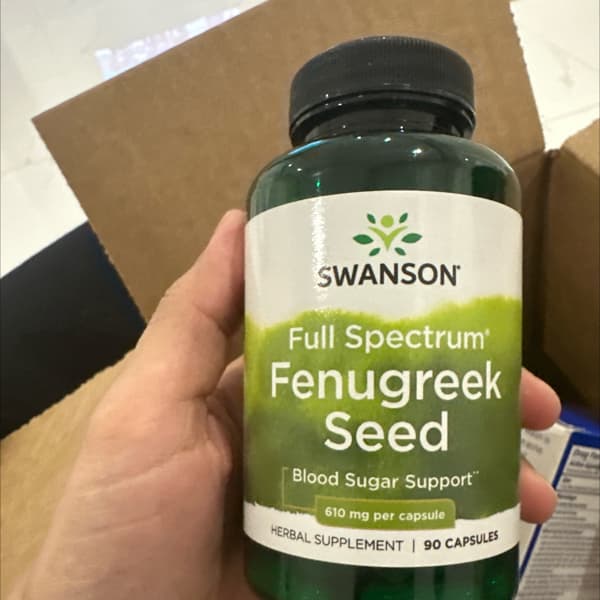 SWANSON®
Full Spectrum®
Fenugreek
Seed
Blood Sugar Support**
610 mg per capsule
HERBAL SUPPLEMENT | 90 CAPSULES